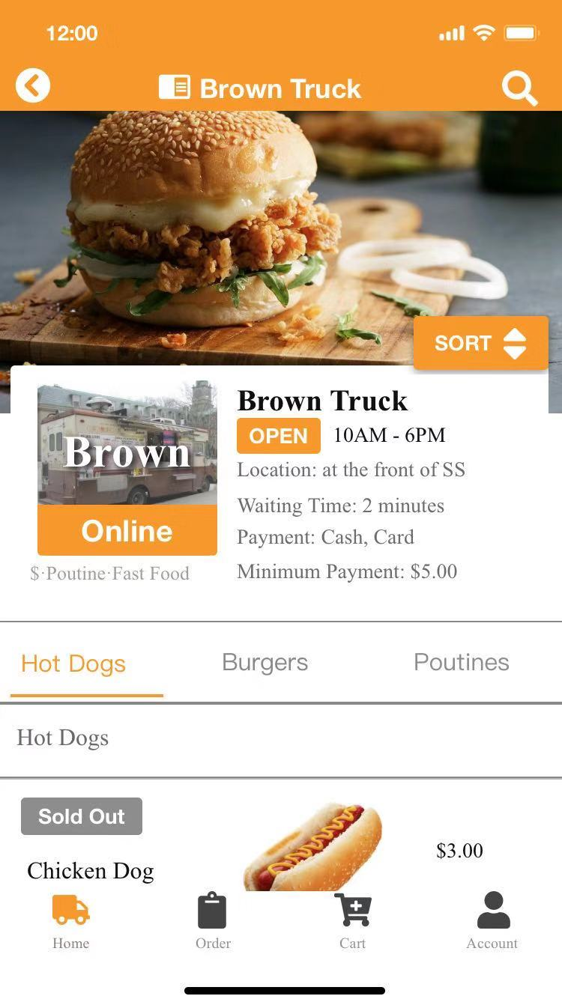 12:00
Brown Truck
SORT
Brown Truck
OPEN 10AM - 6PM
Brown
Location: at the front of SS
Waiting Time: 2 minutes
Online
Payment: Cash, Card
$·Poutine·Fast Food
Minimum Payment: $5.00
Hot Dogs Burgers Poutines
Hot Dogs
Sold Out
$3.00
Chicken Dog
Home Order Cart Account